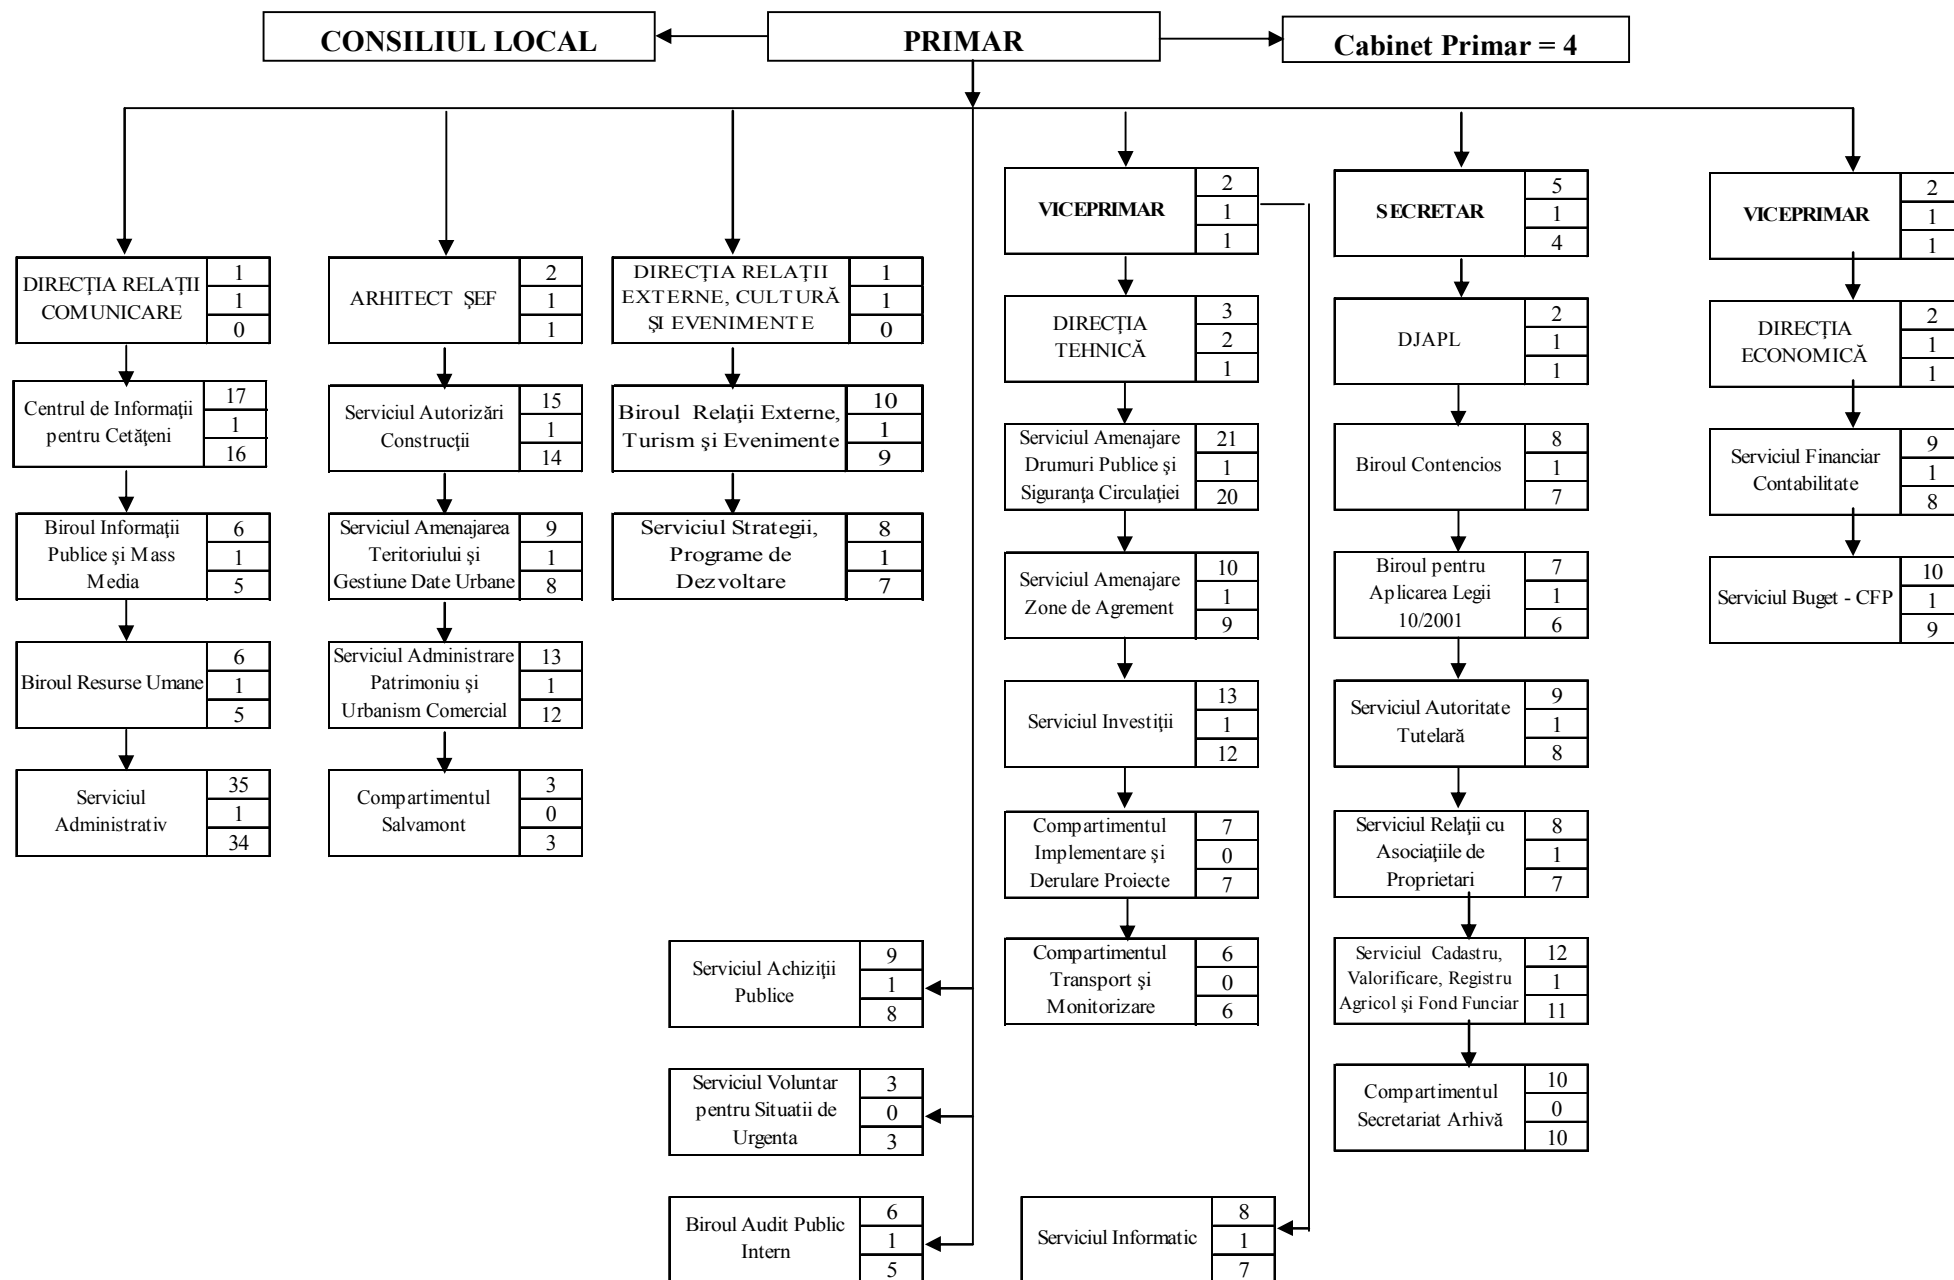 CONSILIUL LOCAL
PRIMAR
Cabinet Primar = 4
DIRECŢIA RELAŢII
COMUNICARE
1
1
0
Centrul de Informaţii
pentru Cetăţeni
17
1
16
Biroul Informaţii
Publice şi Mass
Media
6
1
5
Biroul Resurse Umane
6
1
5
Serviciul
Administrativ
35
1
34
ARHITECT ŞEF
2
1
1
Serviciul Autorizări
Construcţii
15
1
14
Serviciul Amenajarea
Teritoriului şi
Gestiune Date Urbane
9
1
8
Serviciul Administrare
Patrimoniu şi
Urbanism Comercial
13
1
12
Compartimentul
Salvamont
3
0
3
DIRECŢIA RELAŢII
EXTERNE, CULTURĂ
ŞI EVENIMENTE
1
1
0
Biroul Relaţii Externe,
Turism şi Evenimente
10
1
9
Serviciul Strategii,
Programe de
Dezvoltare
8
1
7
Serviciul Achiziţii
Publice
9
1
8
Serviciul Voluntar
pentru Situatii de
Urgenta
3
0
3
Biroul Audit Public
Intern
6
1
5
VICEPRIMAR
2
1
1
DIRECŢIA
TEHNICĂ
3
2
1
Serviciul Amenajare
Drumuri Publice şi
Siguranţa Circulaţiei
21
1
20
Serviciul Amenajare
Zone de Agrement
10
1
9
Serviciul Investiţii
13
1
12
Compartimentul
Implementare şi
Derulare Proiecte
7
0
7
Compartimentul
Transport şi
Monitorizare
6
0
6
Serviciul Informatic
8
1
7
SECRETAR
5
1
4
DJAPL
2
1
1
Biroul Contencios
8
1
7
Biroul pentru
Aplicarea Legii
10/2001
7
1
6
Serviciul Autoritate
Tutelară
9
1
8
Serviciul Relaţii cu
Asociaţiile de
Proprietari
8
1
7
Serviciul Cadastru,
Valorificare, Registru
Agricol şi Fond Funciar
12
1
11
Compartimentul
Secretariat Arhivă
10
0
10
VICEPRIMAR
2
1
1
DIRECŢIA
ECONOMICĂ
2
1
1
Serviciul Financiar
Contabilitate
9
1
8
Serviciul Buget - CFP
10
1
9